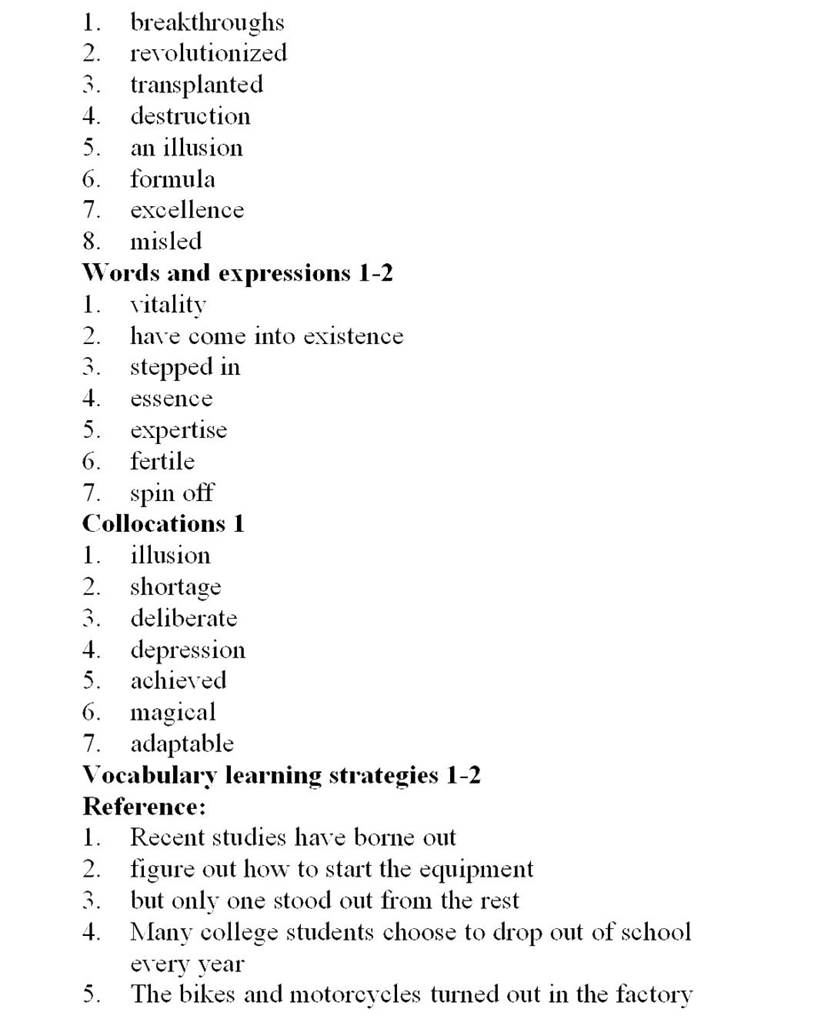 1. breakthroughs
2. revolutionized
3. transplanted
4. destruction
5. an illusion
6. formula
7. excellence
8. misled
Words and expressions 1-2
1. vitality
2. have come into existence
3. stepped in
4. essence
5. expertise
6. fertile
7. spin off
Collocations 1
1. illusion
2. shortage
3. deliberate
4. depression
5. achieved
6. magical
7. adaptable
Vocabulary learning strategies 1-2
Reference:
1. Recent studies have borne out
2. figure out how to start the equipment
3. but only one stood out from the rest
4. Many college students choose to drop out of school
every year
5. The bikes and motorcycles turned out in the factory